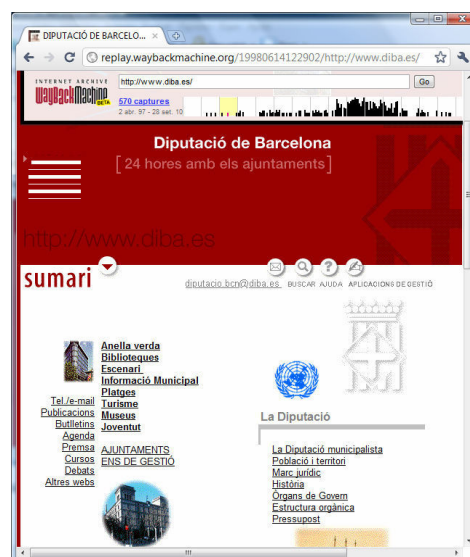 DIPUTACIÓ DE BARCELO...
replay.waybackmachine.org/19980614122902/http://www.diba.es/
INTERNET ARCHIVE
WayBackMachine
BETA
http://www.diba.es/
Go
570 captures
2 abr. 97 - 28 set. 10
Diputació de Barcelona
[24 hores amb els ajuntaments]
http://www.diba.es
sumari
diputacio.bcn@diba.es BUSCAR AJUDA APLICACIONS DE GESTIÓ
Anella verda
Biblioteques
Escenari
Informació Municipal
Platges
Turisme
Museus
Joventut
Tel./e-mail
Publicacions
Butlletins
Agenda
Premsa
Cursos
Debats
Altres webs
AJUNTAMENTS
ENS DE GESTIÓ
La Diputació
La Diputació municipalista
Població i territori
Marc jurídic
Història
Òrgans de Govern
Estructura orgànica
Pressupost